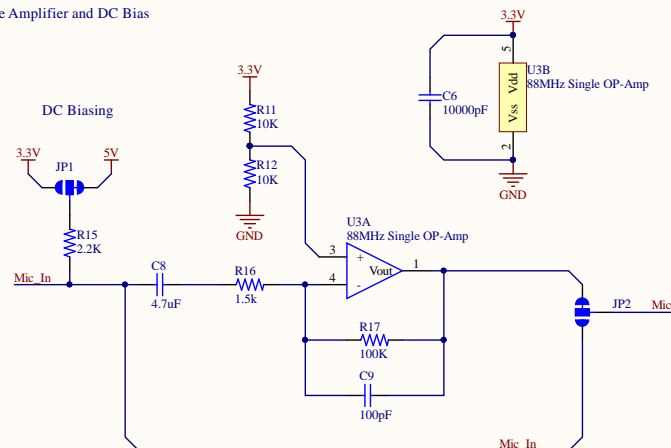 e Amplifier and DC Bias
3.3V
5
U3B
88MHz Single OP-Amp
Vdd
Vss
C6
10000pF
2
GND
3.3V
R11
10K
R12
10K
GND
DC Biasing
3.3V
5V
JP1
R15
2.2K
Mic_In
C8
4.7uF
R16
1.5k
U3A
88MHz Single OP-Amp
3
+
Vout
1
4
-
R17
100K
C9
100pF
JP2
Mic
Mic_In